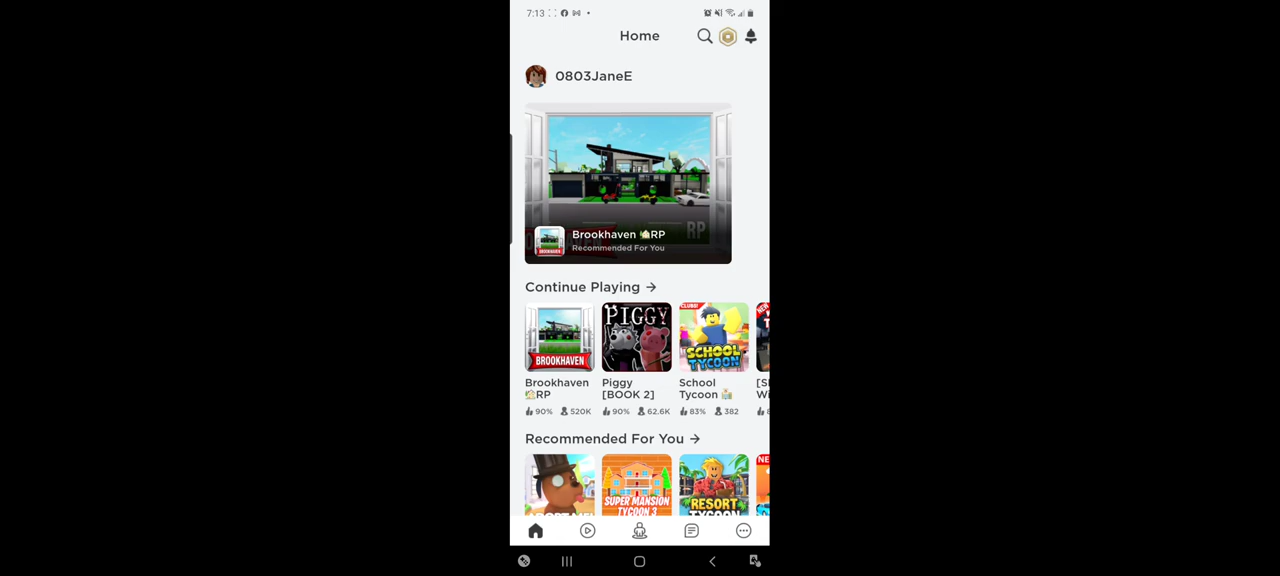 7:13
Home
0803JaneE
RP
Brookhaven 🏡RP
Recommended For You
Continue Playing →
BROOKHAVEN
PIGGY
CLUBS!
SCHOOL
TYCOON
Brookhaven
🏡RP
Piggy
[BOOK 2]
School
Tycoon 🏫
90% 520K
90% 62.6K
83% 382
Recommended For You →
SUPER MANSION
TYCOON 3
RESORT
TYCOON
NE